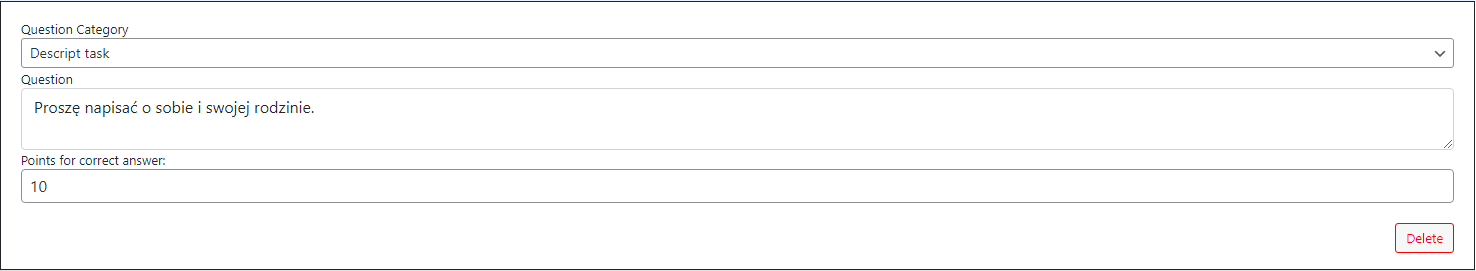 Question Category
Descript task
Question
Proszę napisać o sobie i swojej rodzinie.
Points for correct answer:
10
Delete